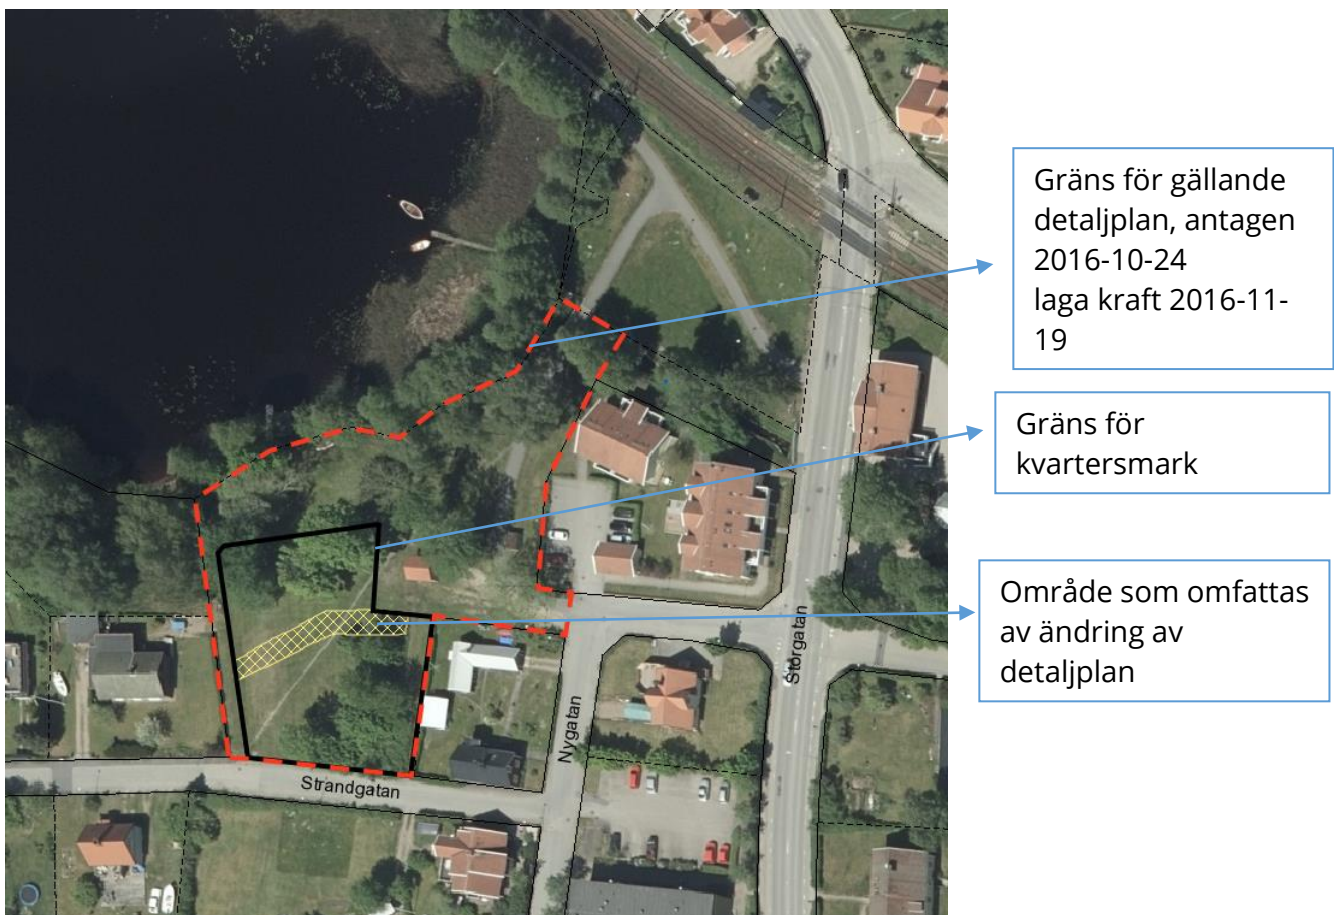 Gräns för gällande
detaljplan, antagen
2016-10-24
laga kraft 2016-11-
19
Gräns för
kvartersmark
Område som omfattas
av ändring av
detaljplan
Storgatan
Nygatan
Strandgatan